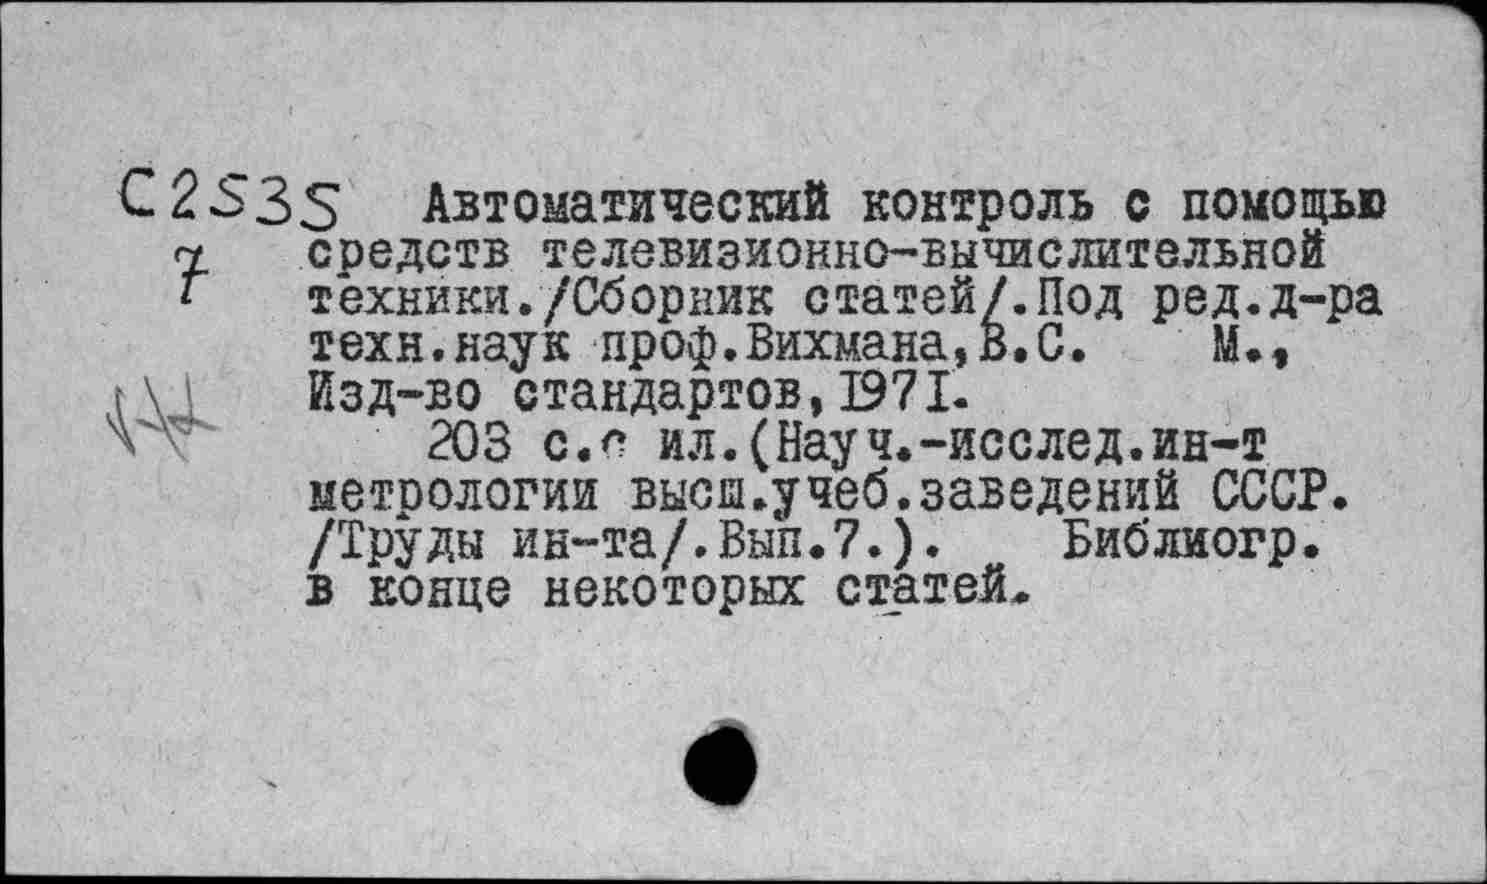 С2535 Автоматический контроль с помощью
7 средств телевизионно-вычислительной
техники./Сборник статей/.Под ред.д-ра
техн.наук проф.Вихмана,В.С. М.,
Изд-во стандартов,1971.
203 с.с ил.(Науч.-исслед.ин-т
метрологии высш.учеб.заведений СССР.
/Труды ин-та/.Вып.7.). Библиогр.
в конце некоторых статей.